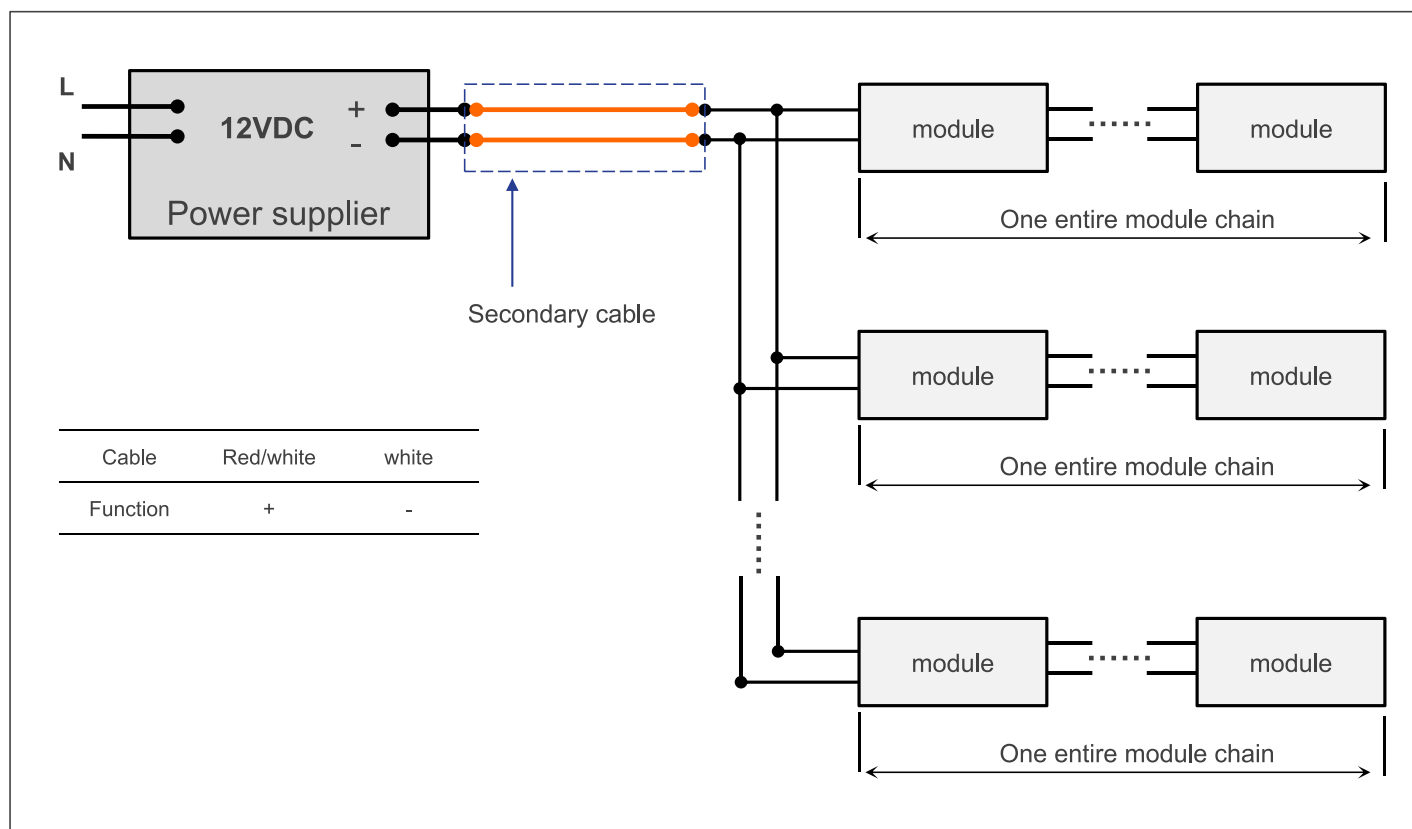 L
N
12VDC
+
-
Power supplier
Secondary cable
module
module
One entire module chain
module
module
One entire module chain
Cable Red/white white
Function + -
module
module
One entire module chain